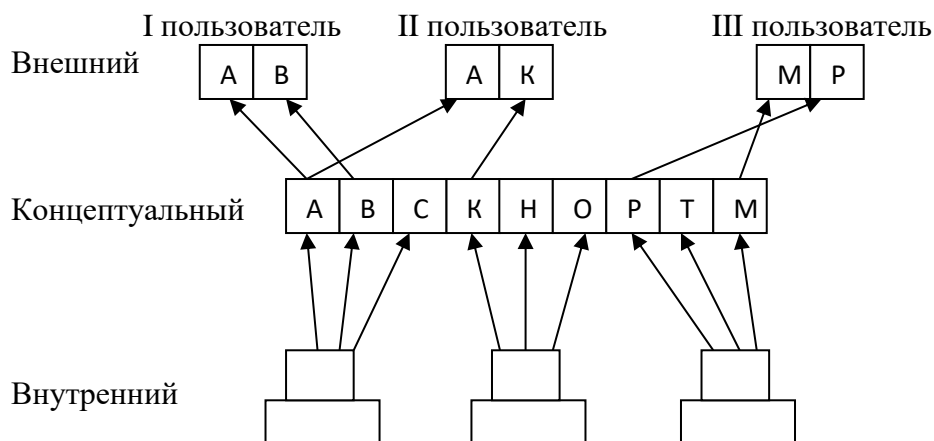 I пользователь II пользователь III пользователь
Внешний А В А К М Р
Концептуальный А В С К Н О Р Т М
Внутренний